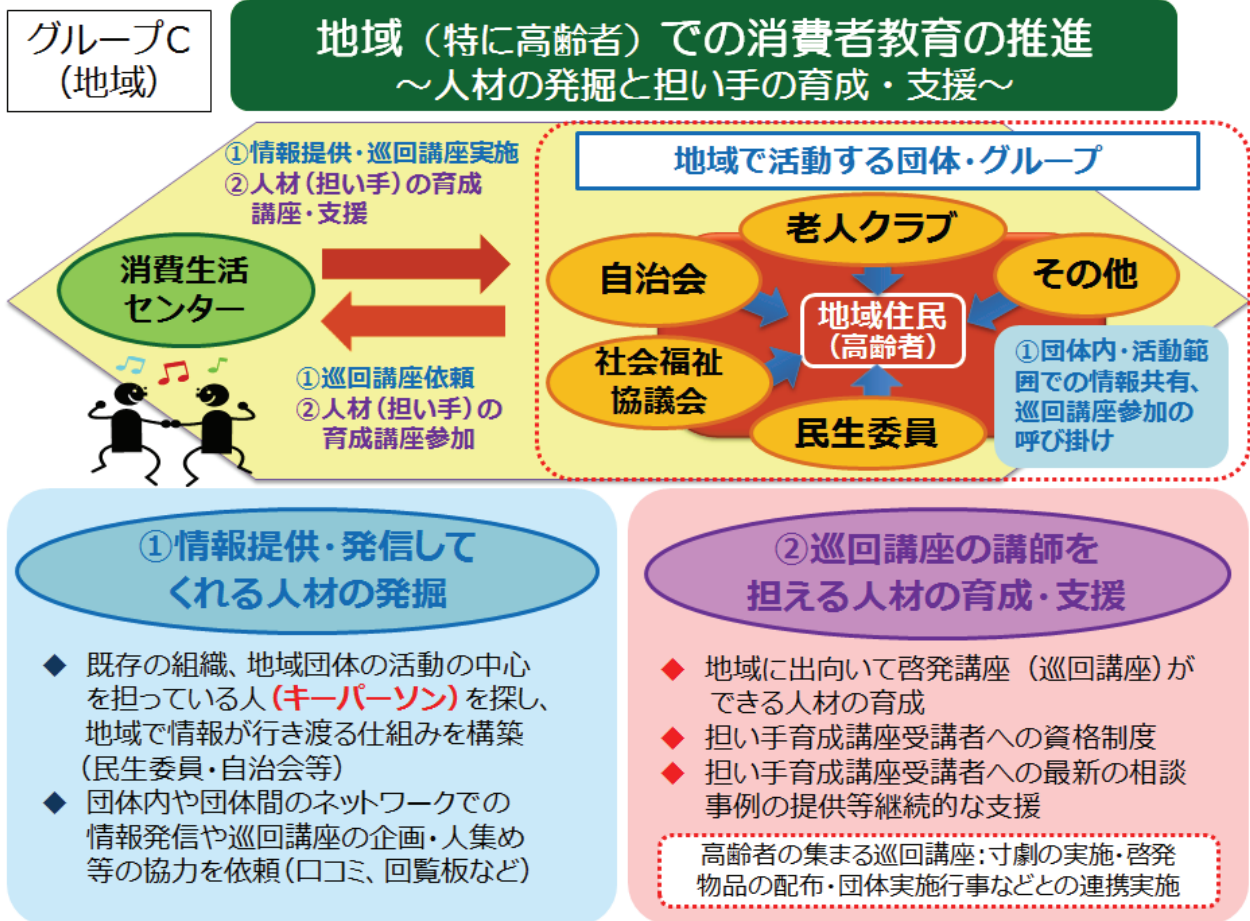 グループC
(地域)
地域（特に高齢者）での消費者教育の推進
～人材の発掘と担い手の育成・支援～
①情報提供・巡回講座実施
②人材(担い手)の育成
講座・支援
消費生活
センター
①巡回講座依頼
②人材(担い手)の
育成講座参加
地域で活動する団体・グループ
老人クラブ
自治会
その他
地域住民
(高齢者)
社会福祉
協議会
民生委員
①団体内・活動範
囲での情報共有、
巡回講座参加の
呼び掛け
①情報提供・発信して
くれる人材の発掘
◆ 既存の組織、地域団体の活動の中心
を担っている人(キーパーソン)を探し、
地域で情報が行き渡る仕組みを構築
(民生委員・自治会等)
◆ 団体内や団体間のネットワークでの
情報発信や巡回講座の企画・人集め
等の協力を依頼(口コミ、回覧板など)
②巡回講座の講師を
担える人材の育成・支援
◆ 地域に出向いて啓発講座（巡回講座)が
できる人材の育成
◆ 担い手育成講座受講者への資格制度
◆ 担い手育成講座受講者への最新の相談
事例の提供等継続的な支援
高齢者の集まる巡回講座：寸劇の実施・啓発
物品の配布・団体実施行事などとの連携実施